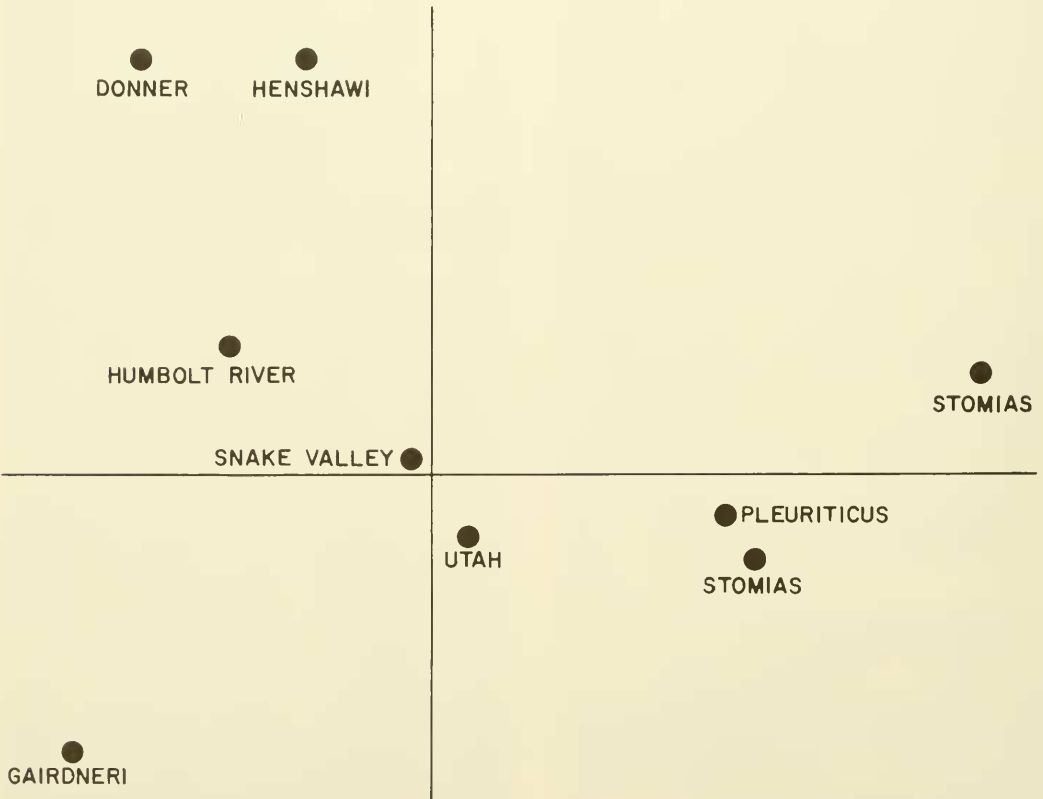 DONNER
HENSHAWI
HUMBOLT RIVER
STOMIAS
SNAKE VALLEY
PLEURITICUS
UTAH
STOMIAS
GAIRDNERI